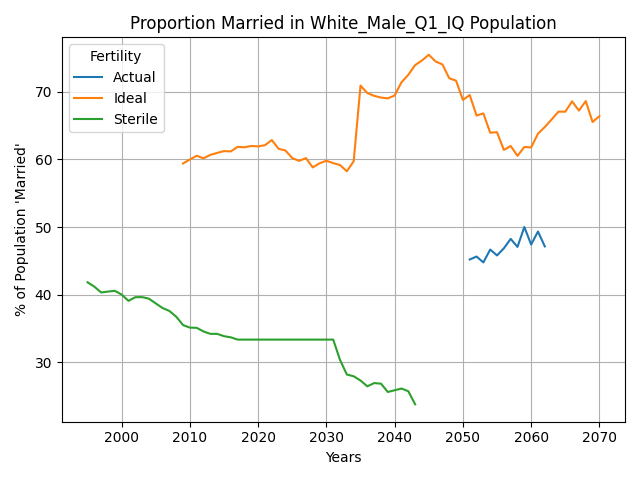 Proportion Married in White_Male_Q1_IQ Population
Fertility
Actual
Ideal
Sterile
% of Population 'Married'
70
60
50
40
30
2000 2010 2020 2030 2040 2050 2060 2070
Years